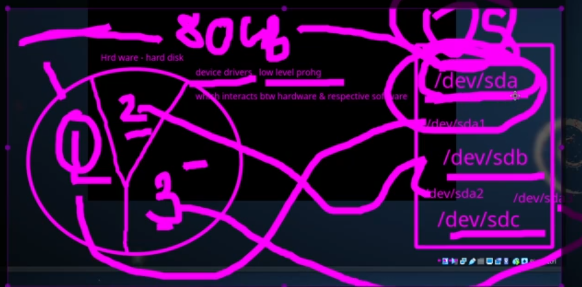 80GB
Hrd ware - hard disk
device drivers low level prohg
which interacts btw hardware & respective software
1
2
3
OS
/dev/sda
/dev/sda1
/dev/sdb
/dev/sda2
/dev/sda
/dev/sdc